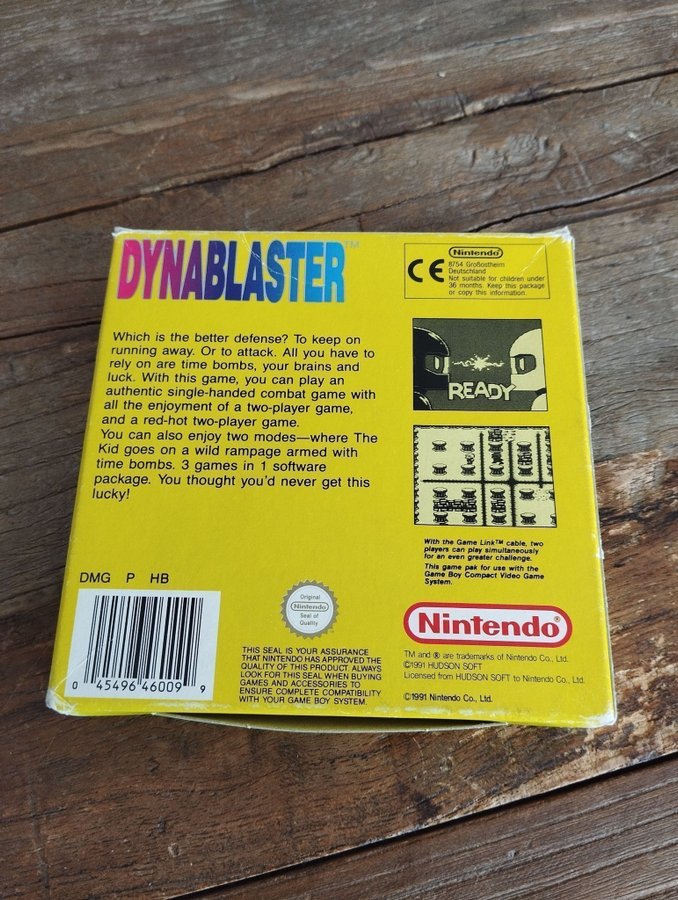 DYNABLASTER™
Nintendo®
CE
8754 Großostheim
Deutschland
Not suitable for children under
36 months. Keep this package
or copy this information.
Which is the better defense? To keep on
running away. Or to attack. All you have to
rely on are time bombs, your brains and
luck. With this game, you can play an
authentic single-handed combat game with
all the enjoyment of a two-player game,
and a red-hot two-player game.
You can also enjoy two modes—where The
Kid goes on a wild rampage armed with
time bombs. 3 games in 1 software
package. You thought you'd never get this
lucky!
READY
With the Game Link™ cable, two
players can play simultaneously
for an even greater challenge.
This game pak for use with the
Game Boy Compact Video Game
System.
DMG P HB
0 45496 46009 9
Original
Nintendo
Seal of
Quality
THIS SEAL IS YOUR ASSURANCE
THAT NINTENDO HAS APPROVED THE
QUALITY OF THIS PRODUCT. ALWAYS
LOOK FOR THIS SEAL WHEN BUYING
GAMES AND ACCESSORIES TO
ENSURE COMPLETE COMPATIBILITY
WITH YOUR GAME BOY SYSTEM.
Nintendo®
TM and ® are trademarks of Nintendo Co., Ltd.
©1991 HUDSON SOFT
Licensed from HUDSON SOFT to Nintendo Co., Ltd.
©1991 Nintendo Co., Ltd.